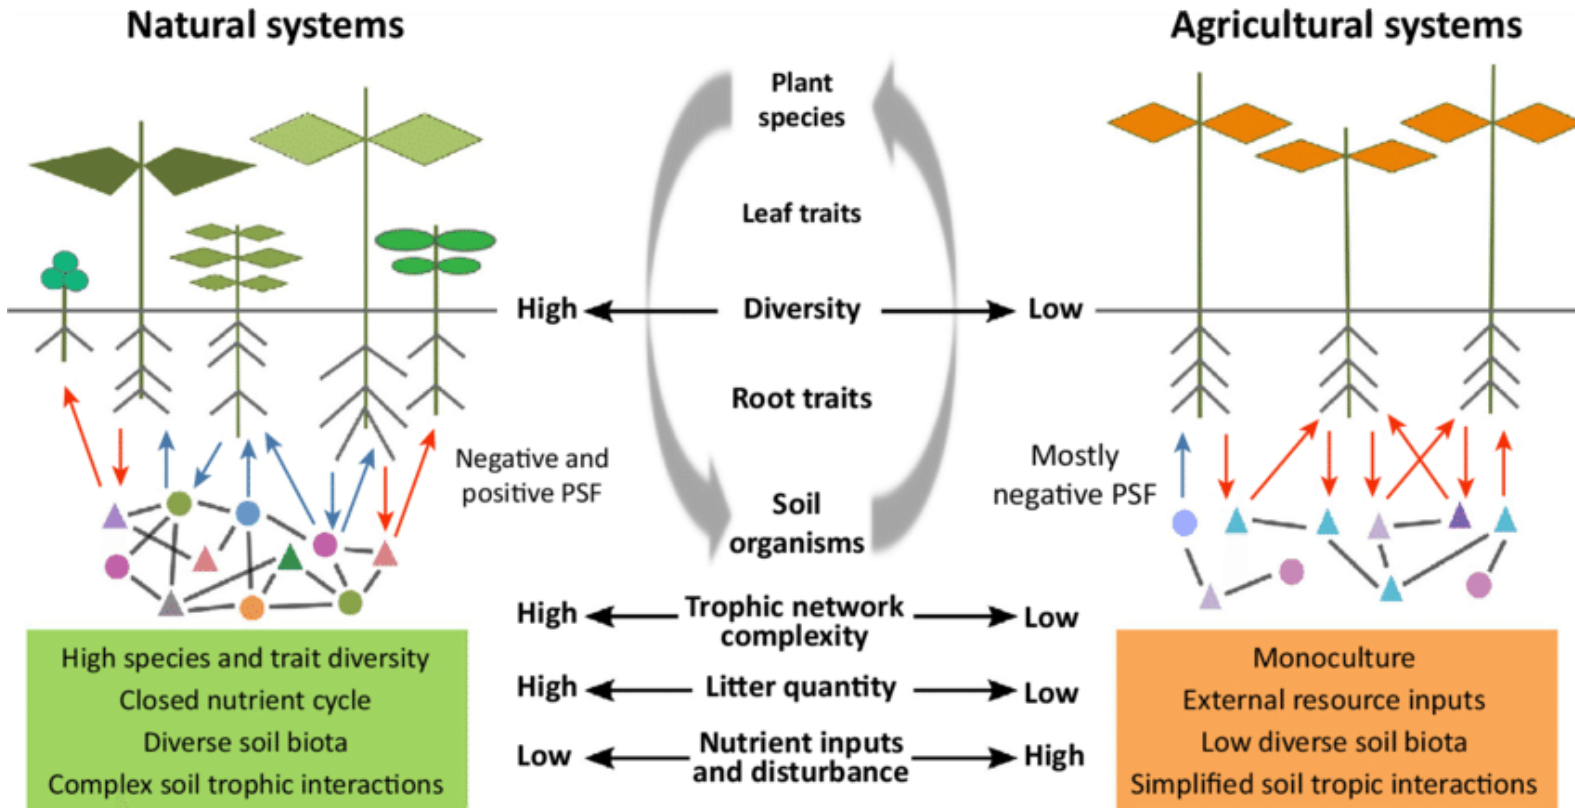 Natural systems
Agricultural systems
Plant
species
Leaf traits
High
Diversity
Low
Root traits
Negative and
positive PSF
Mostly
negative PSF
Soil
organisms
High
Trophic network
complexity
Low
High
Litter quantity
Low
Low
Nutrient inputs
and disturbance
High
High species and trait diversity
Closed nutrient cycle
Diverse soil biota
Complex soil trophic interactions
Monoculture
External resource inputs
Low diverse soil biota
Simplified soil tropic interactions